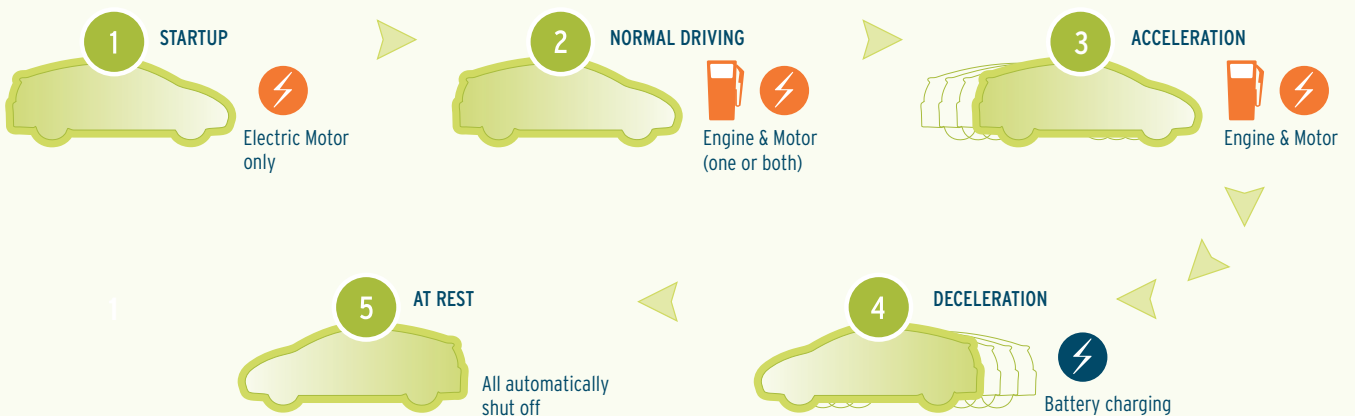 1 STARTUP
Electric Motor
only
2 NORMAL DRIVING
Engine & Motor
(one or both)
3 ACCELERATION
Engine & Motor
4 DECELERATION
Battery charging
5 AT REST
All automatically
shut off
1